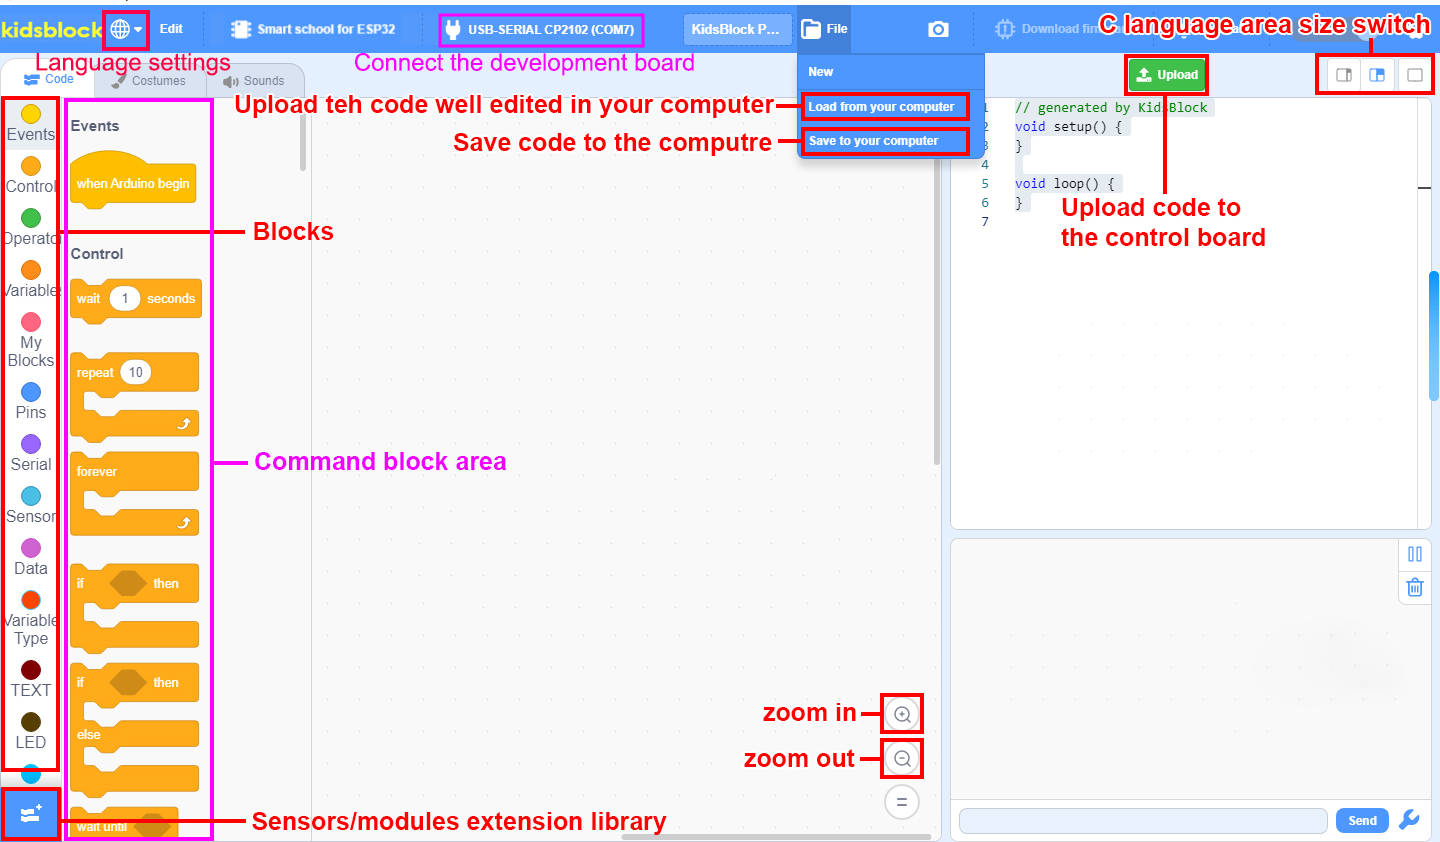 kidsblock
Edit
Smart school for ESP32
USB-SERIAL CP2102 (COM7)
KidsBlock P...
File
Download fir
C language area size switch
Language settings
Connect the development board
Code
Costumes
Sounds
New
Upload
Upload teh code well edited in your computer
Load from your computer
Save code to the computre
Save to your computer
1 // generated by KidsBlock
2 void setup() {
3 }
4
5 void loop() {
6 }
7
Upload code to
the control board
Events
Control
Operato
Variable
My
Blocks
Pins
Serial
Sensor
Data
Variable
Type
TEXT
LED
Events
when Arduino begin
Blocks
Control
wait 1 seconds
repeat 10
forever
Command block area
if then
if then
else
wait until
zoom in
zoom out
Sensors/modules extension library
Send